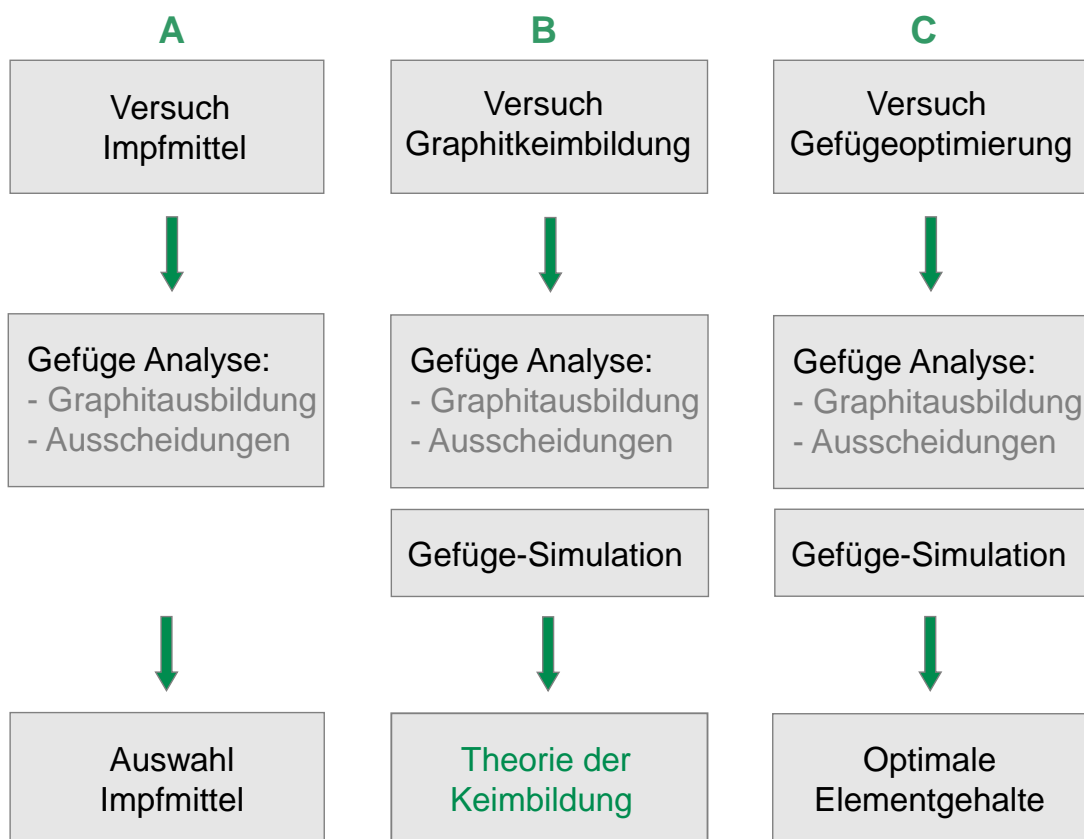 A
Versuch
Impfmittel
Gefüge Analyse:
- Graphitausbildung
- Ausscheidungen
Auswahl
Impfmittel
B
Versuch
Graphitkeimbildung
Gefüge Analyse:
- Graphitausbildung
- Ausscheidungen
Gefüge-Simulation
Theorie der
Keimbildung
C
Versuch
Gefügeoptimierung
Gefüge Analyse:
- Graphitausbildung
- Ausscheidungen
Gefüge-Simulation
Optimale
Elementgehalte